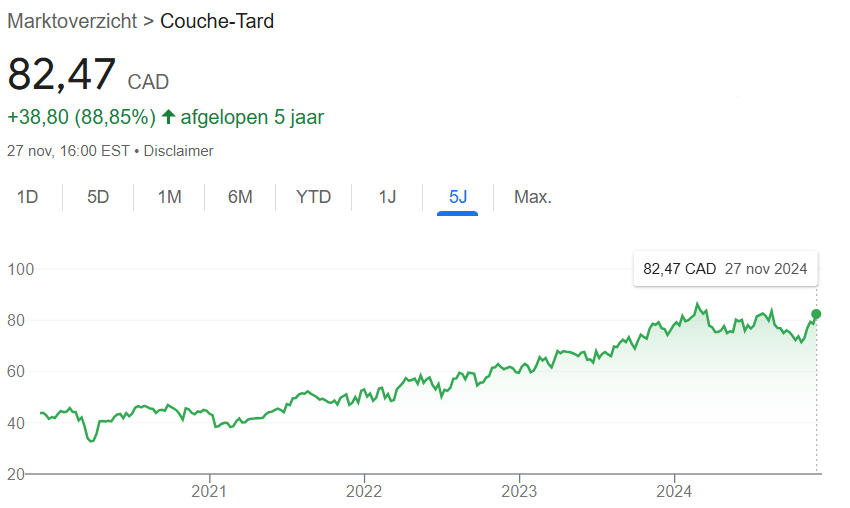 Marktoverzicht > Couche-Tard
82,47 CAD
+38,80 (88,85%) ↑ afgelopen 5 jaar
27 nov, 16:00 EST • Disclaimer
1D 5D 1M 6M YTD 1J 5J Max.
82,47 CAD 27 nov 2024
100
80
60
40
20
2021 2022 2023 2024